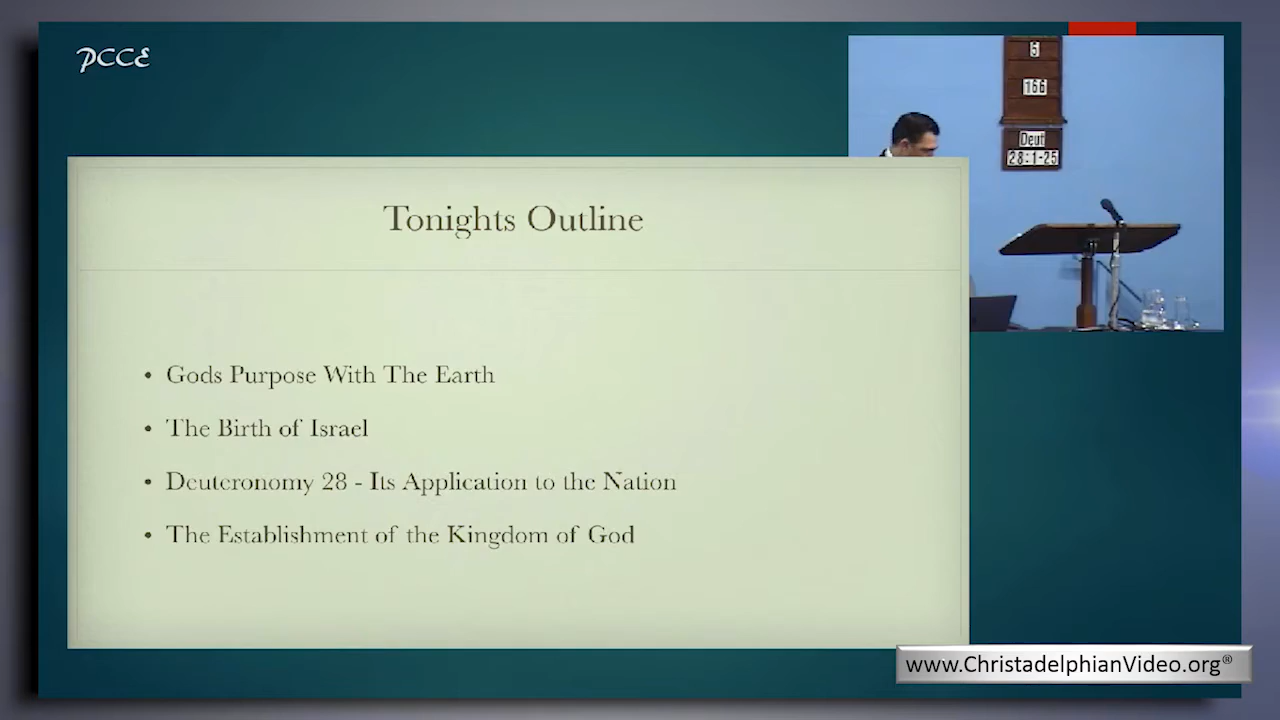 PCCE
6
166
Deut
28:1-25
Tonights Outline
• Gods Purpose With The Earth
• The Birth of Israel
• Deuteronomy 28 - Its Application to the Nation
• The Establishment of the Kingdom of God
www.ChristadelphianVideo.org®